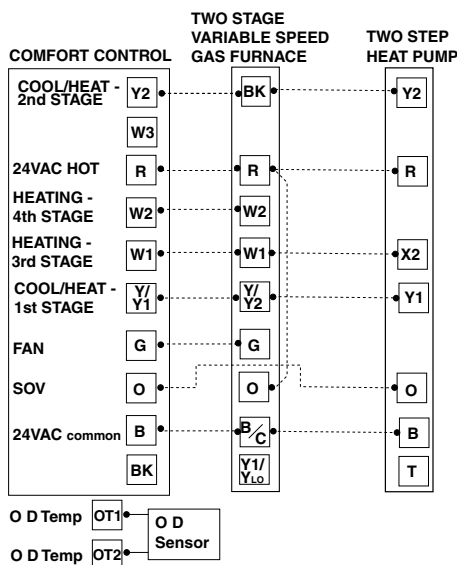 TWO STAGE
VARIABLE SPEED
GAS FURNACE
TWO STEP
HEAT PUMP
COMFORT CONTROL
COOL/HEAT -
2nd STAGE
Y2
BK
Y2
W3
24VAC HOT
R
R
R
HEATING -
4th STAGE
W2
W2
HEATING -
3rd STAGE
W1
W1
X2
COOL/HEAT -
1st STAGE
Y/
Y1
Y/
Y2
Y1
FAN
G
G
SOV
O
O
O
24VAC common
B
B/C
B
BK
Y1/
YLO
T
O D Temp
OT1
O D
Sensor
O D Temp
OT2